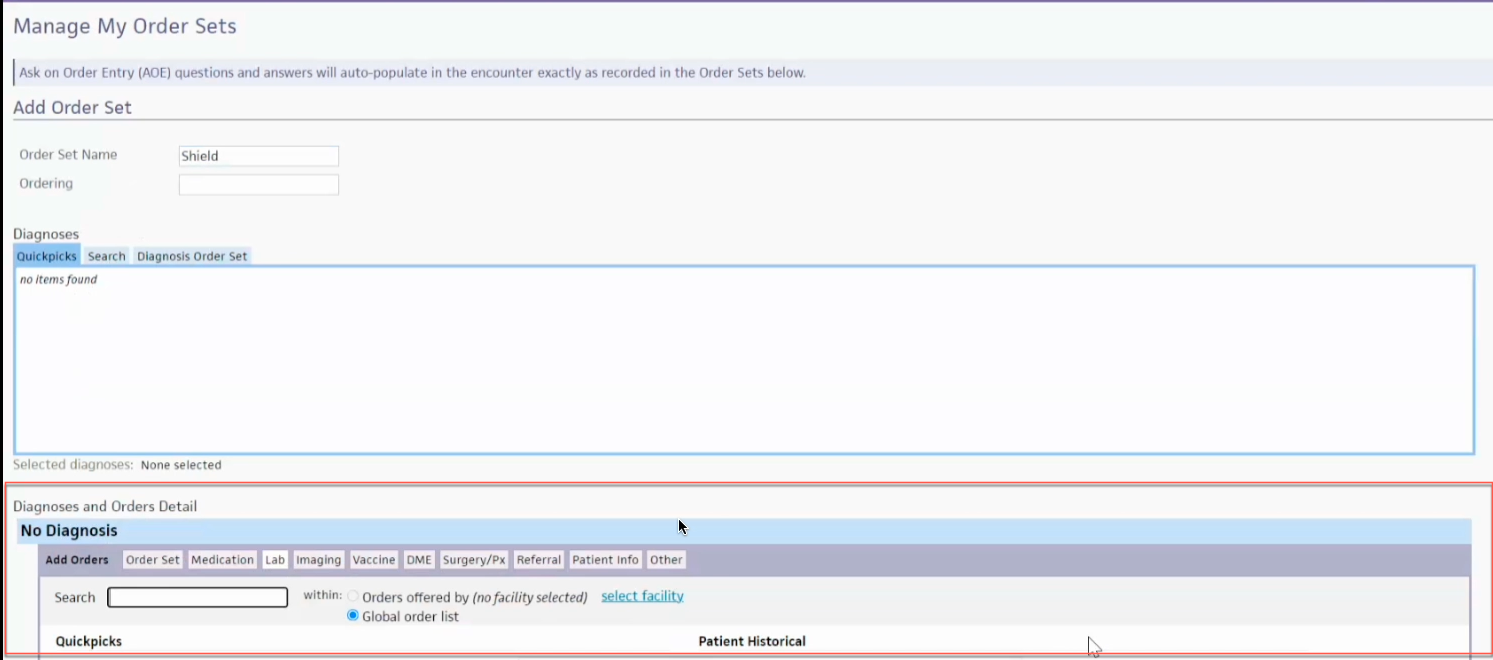 Manage My Order Sets
Ask on Order Entry (AOE) questions and answers will auto-populate in the encounter exactly as recorded in the Order Sets below.
Add Order Set
Order Set Name Shield
Ordering
Diagnoses
Quickpicks Search Diagnosis Order Set
no items found
Selected diagnoses: None selected
Diagnoses and Orders Detail
No Diagnosis
Add Orders Order Set Medication Lab Imaging Vaccine DME Surgery/Px Referral Patient Info Other
Search within: Orders offered by (no facility selected) select facility
Global order list
Quickpicks Patient Historical